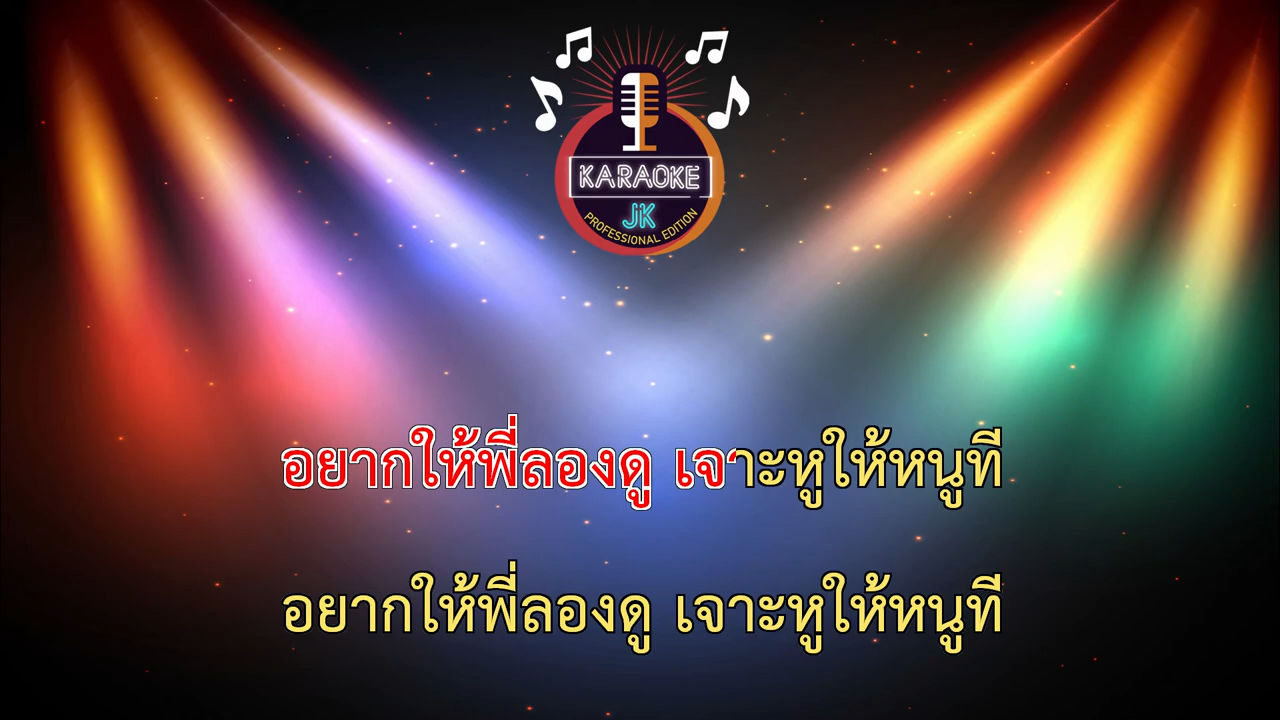 KARAOKE
JK
PROFESSIONAL EDITION
อยากให้พี่ลองดู เจาะหูให้หนูที
อยากให้พี่ลองดู เจาะหูให้หนูที